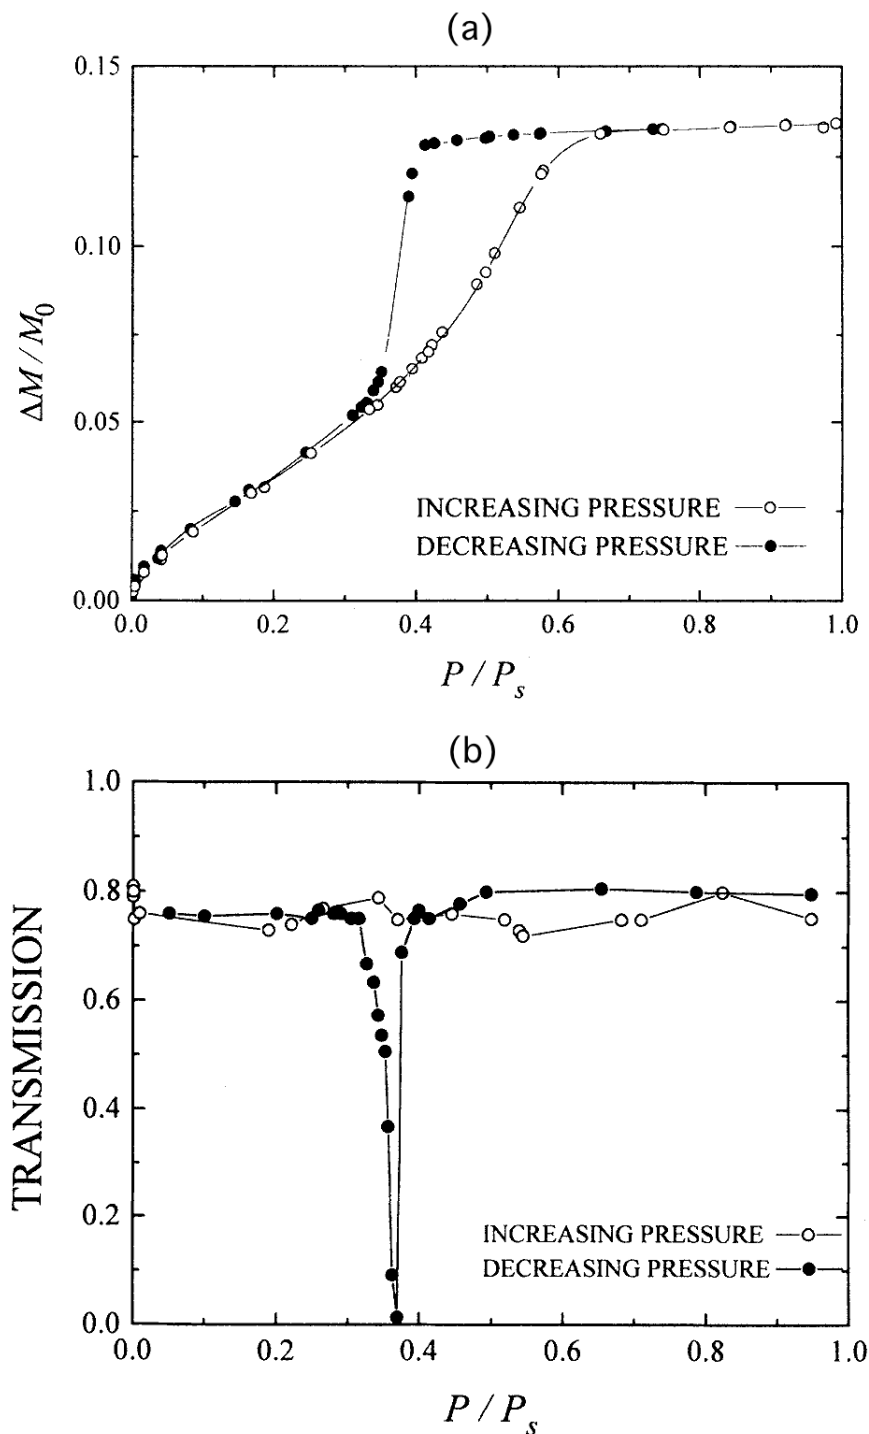 (a)
0.15
0.10
0.05
0.00
ΔM / M₀
INCREASING PRESSURE
DECREASING PRESSURE
0.0 0.2 0.4 0.6 0.8 1.0
P / Pₛ
(b)
1.0
0.8
0.6
0.4
0.2
0.0
TRANSMISSION
INCREASING PRESSURE
DECREASING PRESSURE
0.0 0.2 0.4 0.6 0.8 1.0
P / Pₛ